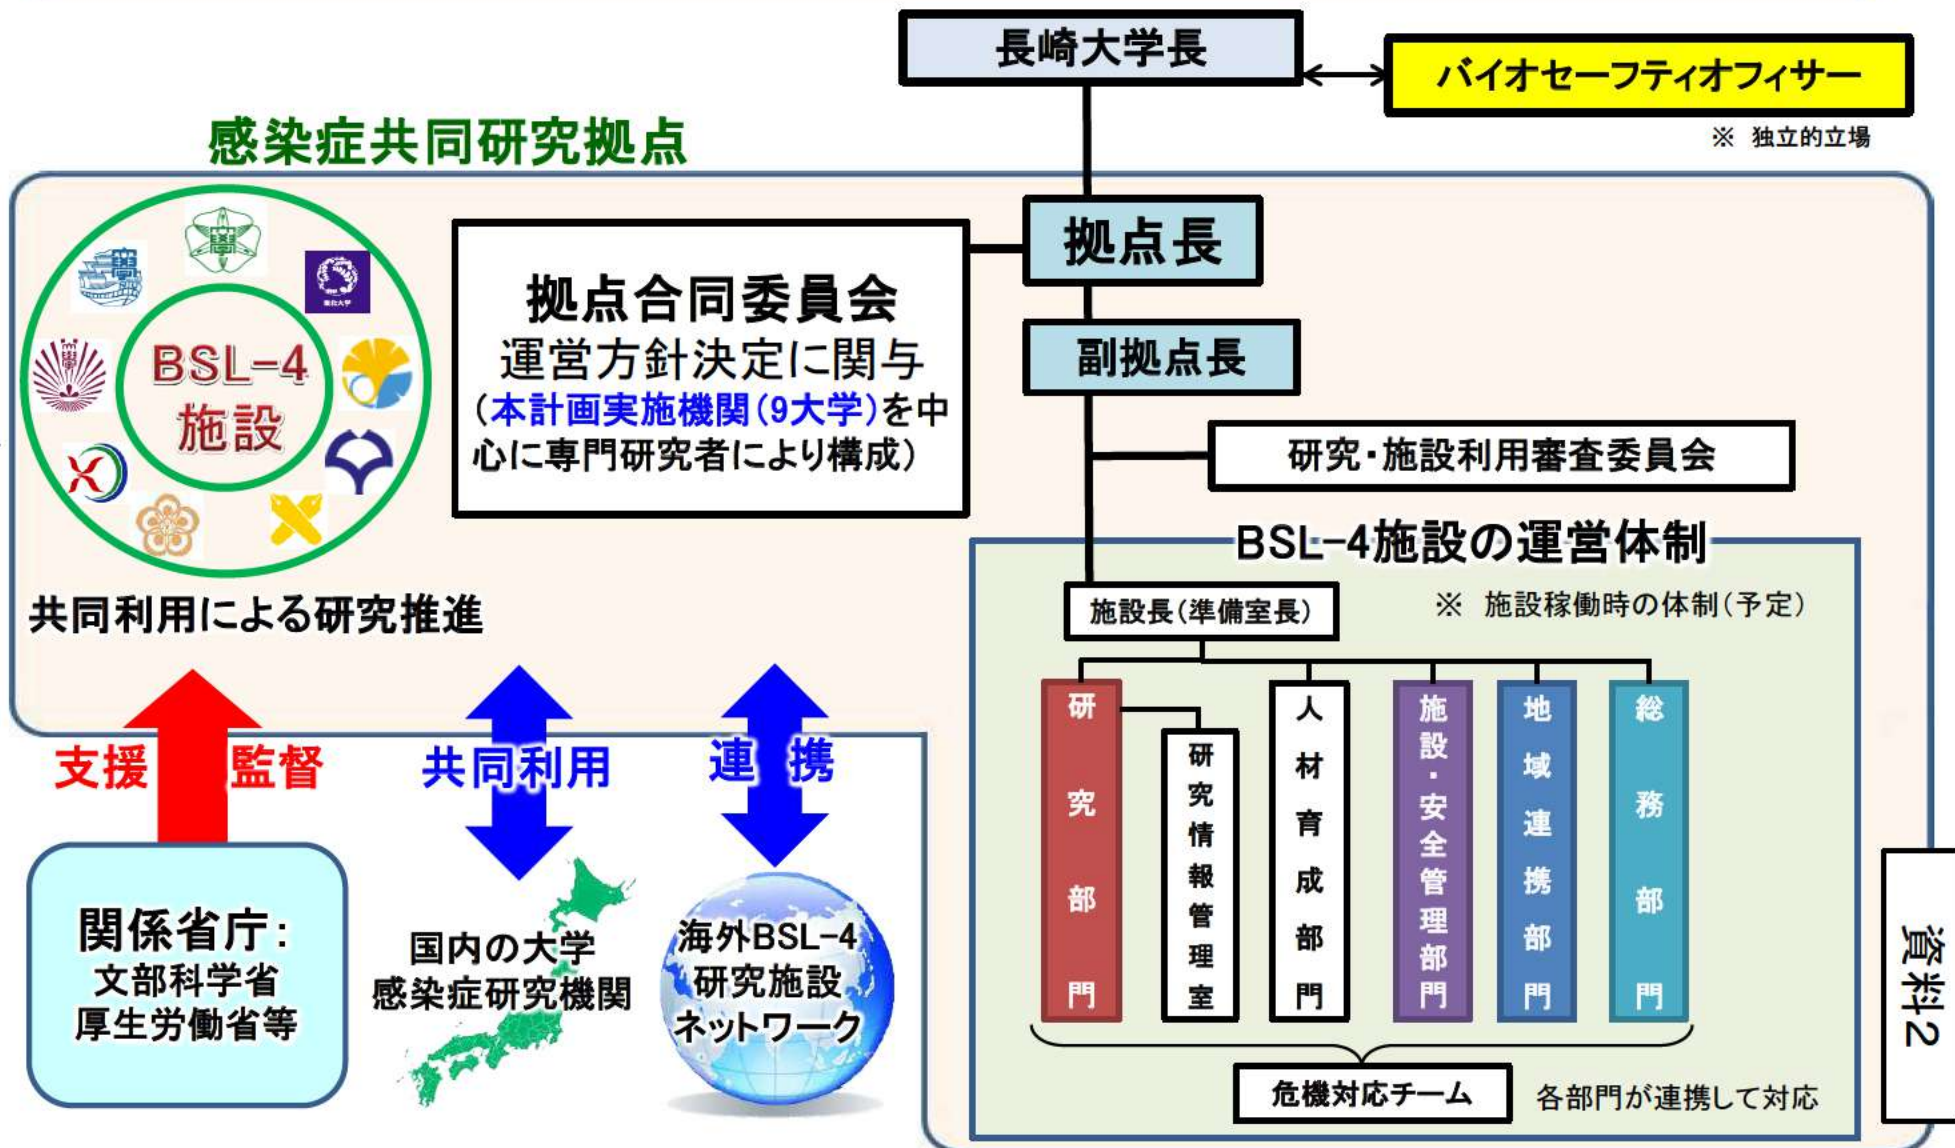 長崎大学長
バイオセーフティオフィサー
※ 独立的立場
感染症共同研究拠点
拠点長
副拠点長
拠点合同委員会
運営方針決定に関与
(本計画実施機関(9大学)を中
心に専門研究者により構成)
東北大学
BSL-4
施設
共同利用による研究推進
研究・施設利用審査委員会
BSL-4施設の運営体制
施設長(準備室長)
※ 施設稼働時の体制(予定)
研究部門
研究情報管理室
人材育成部門
施設・安全管理部門
地域連携部門
総務部門
危機対応チーム
各部門が連携して対応
支援 監督
共同利用
連携
関係省庁:
文部科学省
厚生労働省等
国内の大学
感染症研究機関
海外BSL-4
研究施設
ネットワーク
資料2